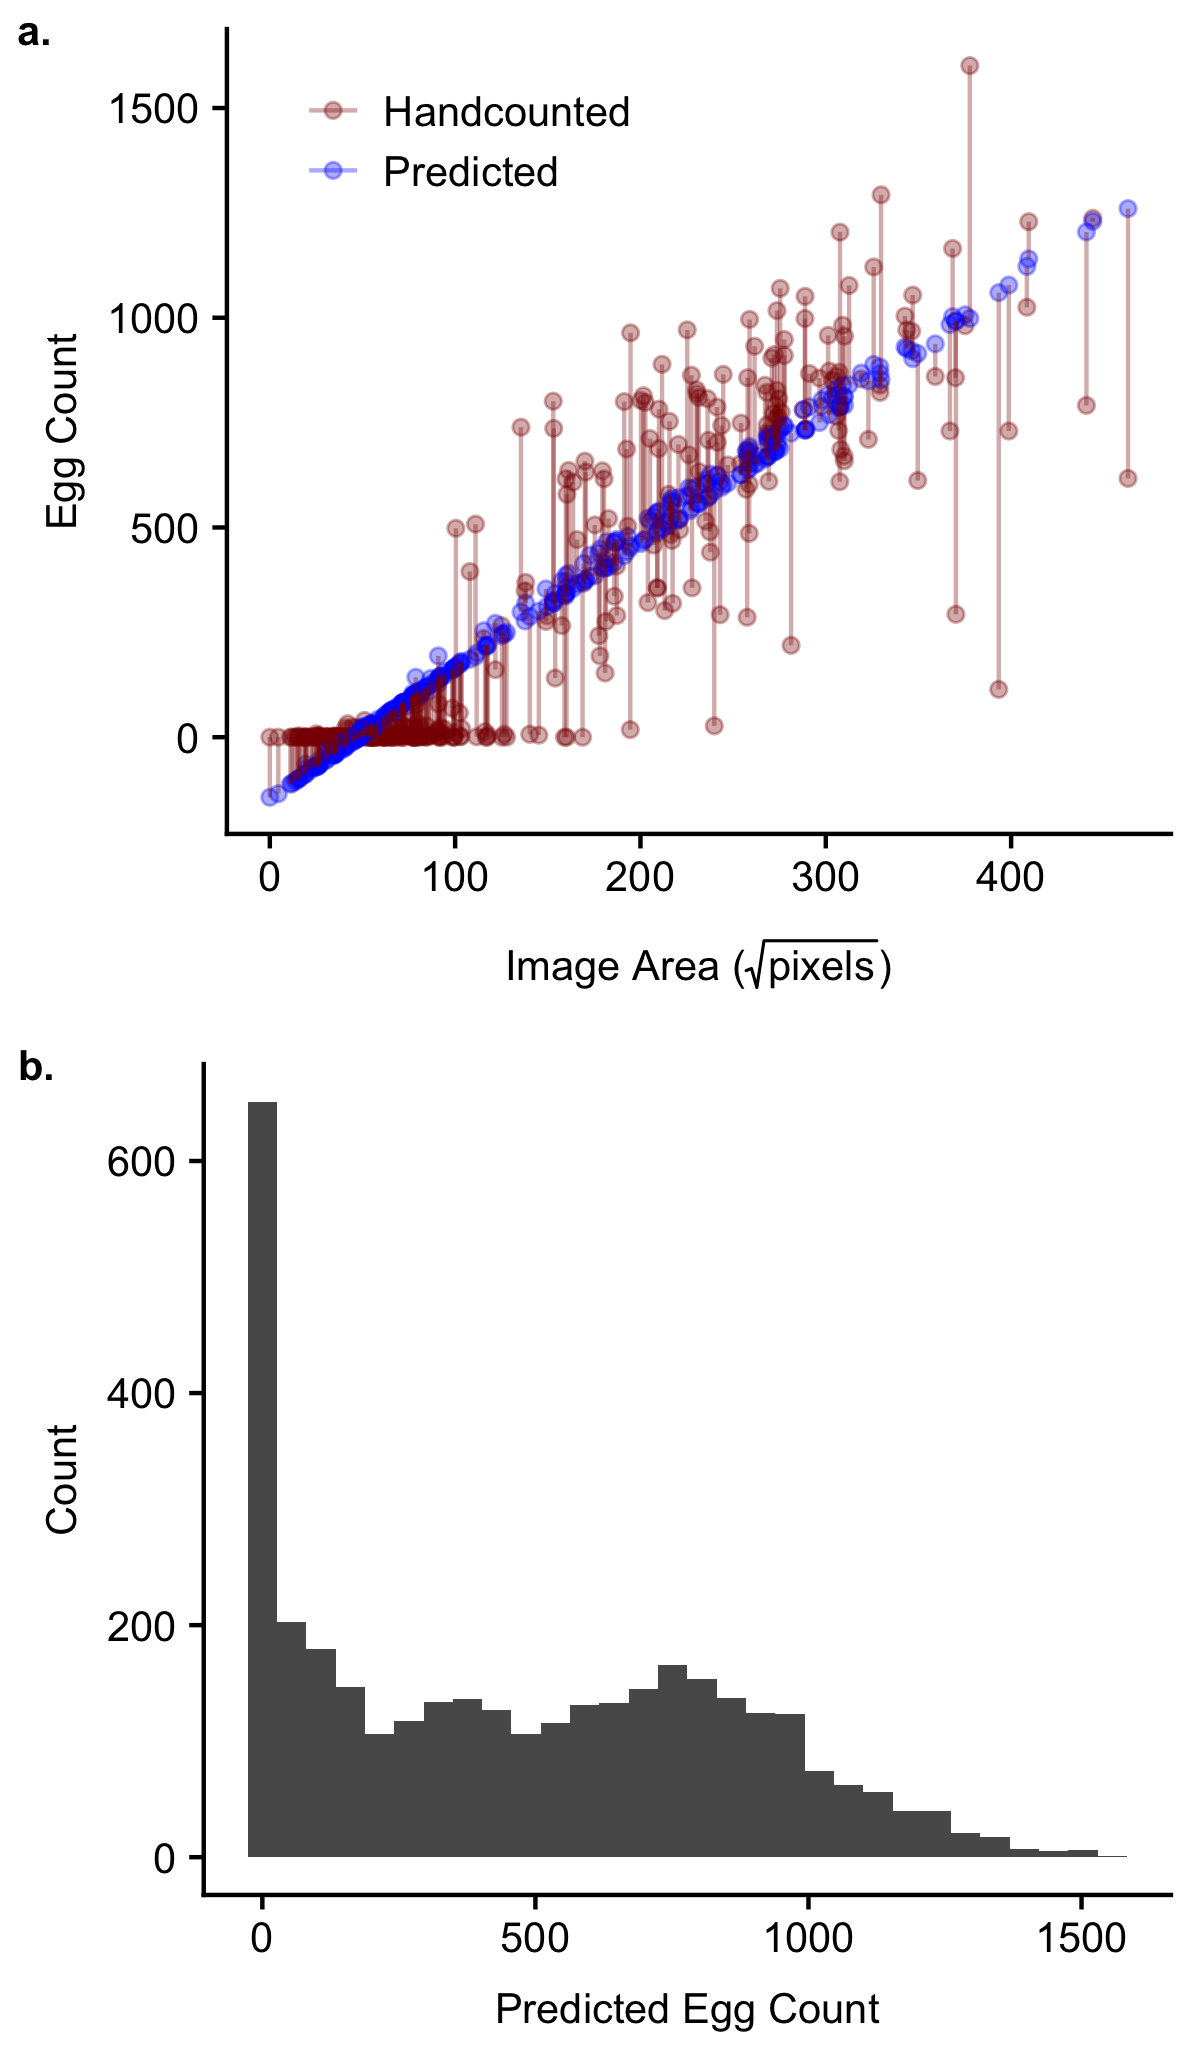 a.
1500
1000
500
0
Egg Count
Handcounted
Predicted
0 100 200 300 400
Image Area (√pixels)
b.
600
400
200
0
Count
0 500 1000 1500
Predicted Egg Count